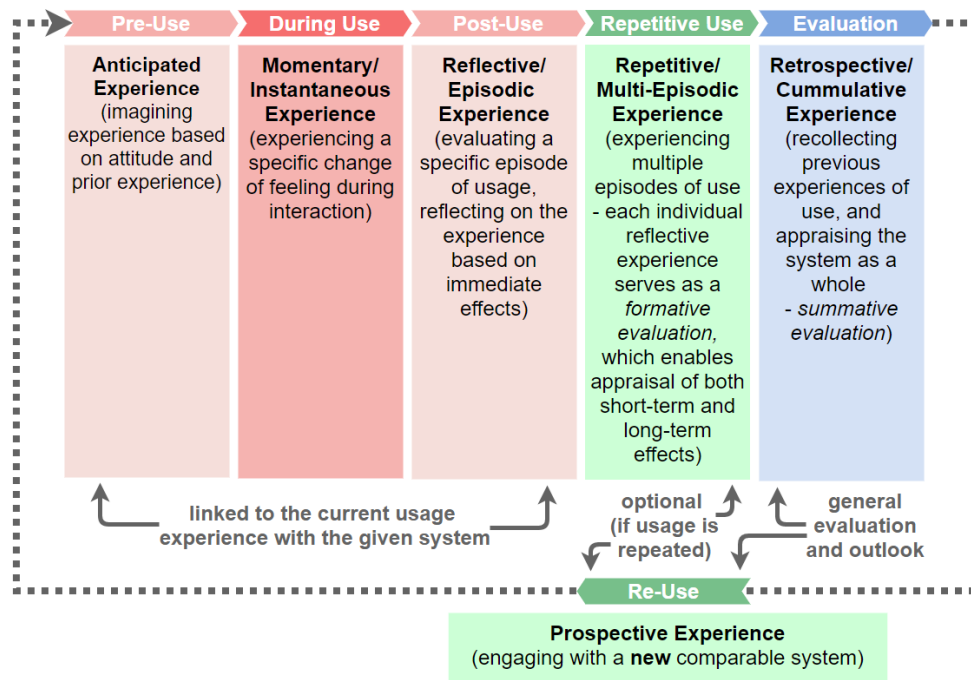 Pre-Use
During Use
Post-Use
Repetitive Use
Evaluation
Anticipated
Experience
(imagining
experience based
on attitude and
prior experience)
Momentary/
Instantaneous
Experience
(experiencing a
specific change
of feeling during
interaction)
Reflective/
Episodic
Experience
(evaluating a
specific episode
of usage,
reflecting on the
experience
based on
immediate
effects)
Repetitive/
Multi-Episodic
Experience
(experiencing
multiple
episodes of use
- each individual
reflective
experience
serves as a
formative
evaluation,
which enables
appraisal of both
short-term and
long-term
effects)
Retrospective/
Cummulative
Experience
(recollecting
previous
experiences of
use, and
appraising the
system as a
whole
- summative
evaluation)
linked to the current usage
experience with the given system
optional
(if usage is
repeated)
general
evaluation
and outlook
Re-Use
Prospective Experience
(engaging with a new comparable system)